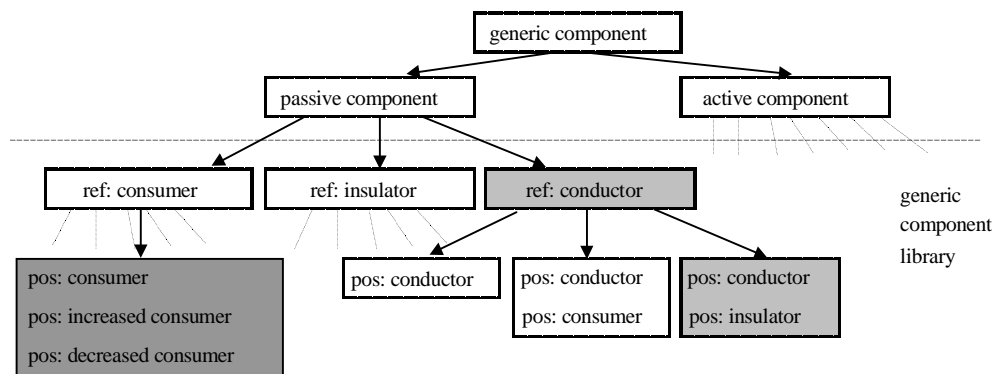 generic component
passive component
active component
ref: consumer
ref: insulator
ref: conductor
generic
component
library
pos: consumer
pos: increased consumer
pos: decreased consumer
pos: conductor
pos: conductor
pos: consumer
pos: conductor
pos: insulator